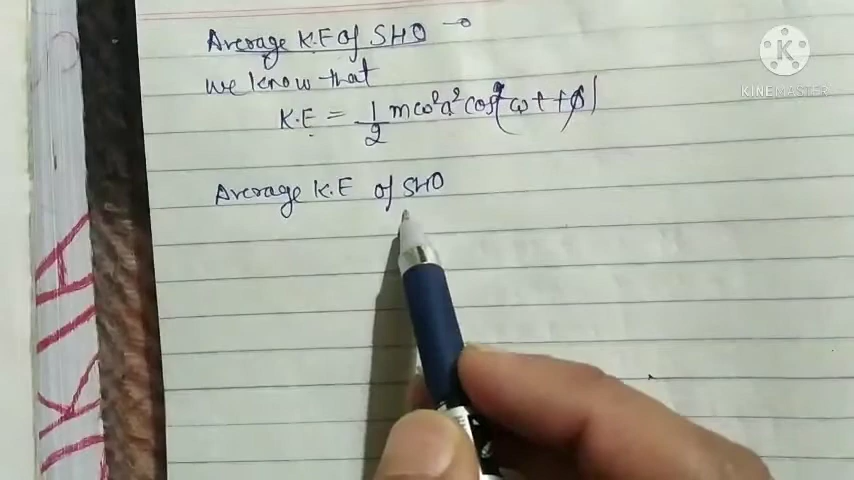 Average K.E of SHO →
We know that
K.E = 1/2 mω²a² cos²(ωt + φ)
Average K.E of SHO
KINEMASTER